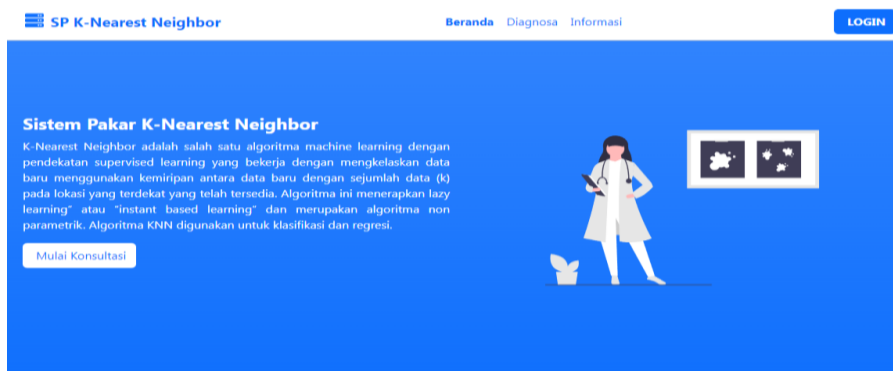 SP K-Nearest Neighbor
Beranda Diagnosa Informasi
LOGIN
Sistem Pakar K-Nearest Neighbor
K-Nearest Neighbor adalah salah satu algoritma machine learning dengan
pendekatan supervised learning yang bekerja dengan mengkelaskan data
baru menggunakan kemiripan antara data baru dengan sejumlah data (k)
pada lokasi yang terdekat yang telah tersedia. Algoritma ini menerapkan lazy
learning" atau "instant based learning" dan merupakan algoritma non
parametrik. Algoritma KNN digunakan untuk klasifikasi dan regresi.
Mulai Konsultasi